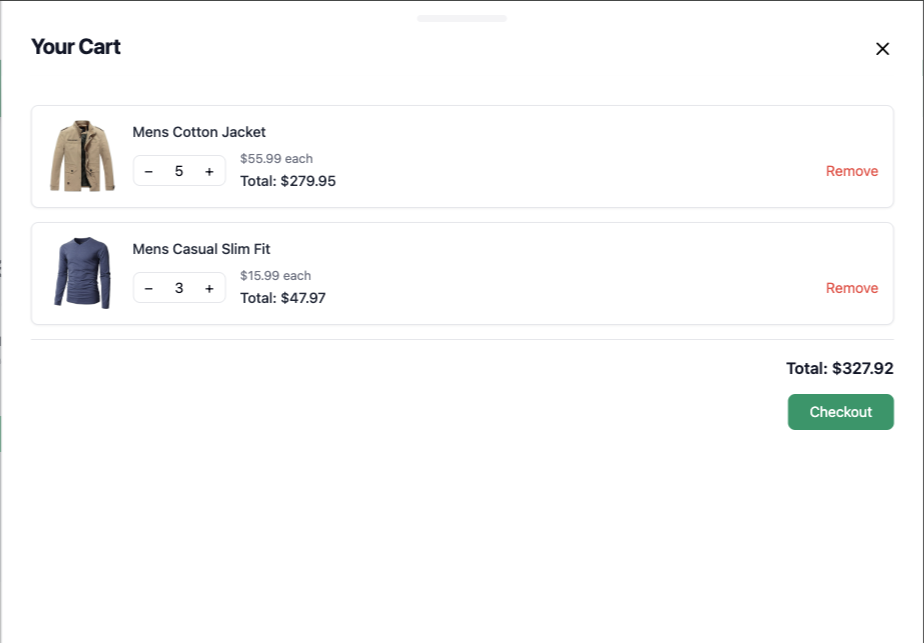 Your Cart
Mens Cotton Jacket
− 5 +
$55.99 each
Total: $279.95
Remove
Mens Casual Slim Fit
− 3 +
$15.99 each
Total: $47.97
Remove
Total: $327.92
Checkout